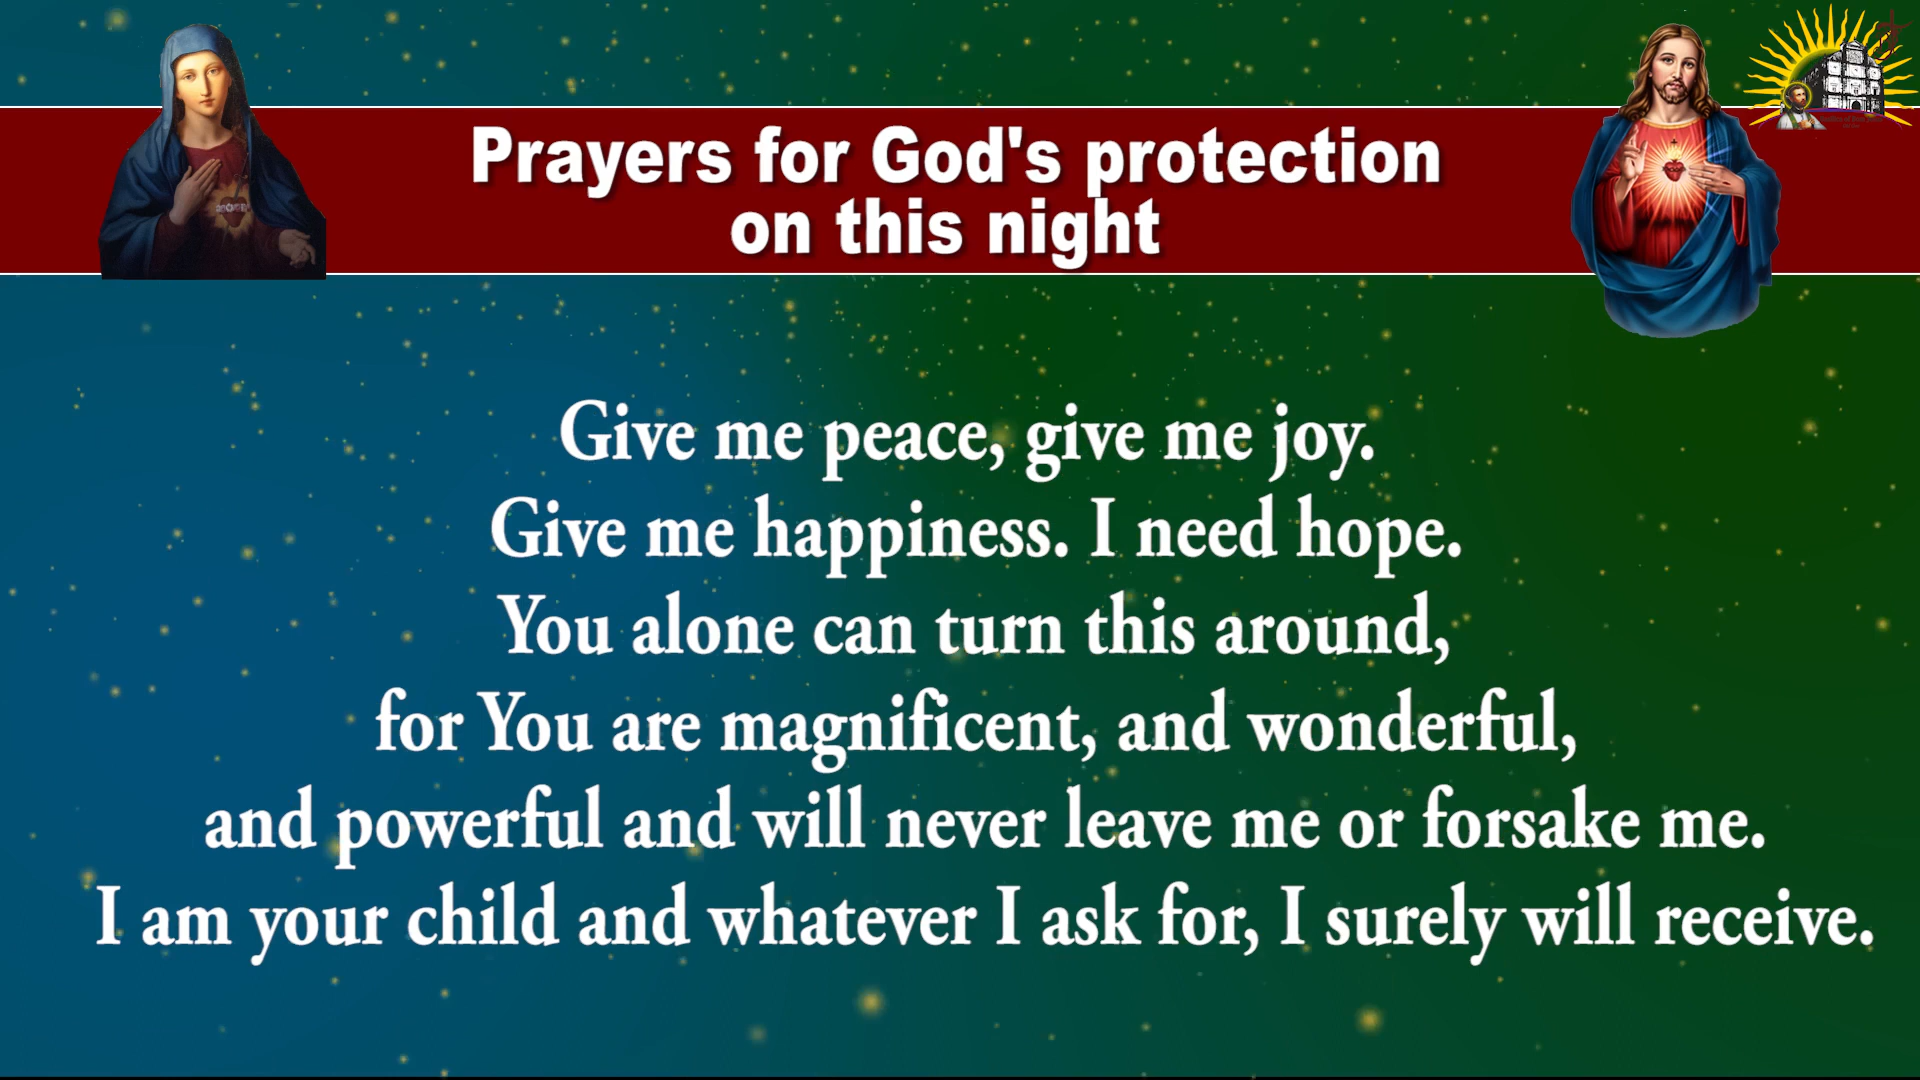 Prayers for God's protection
on this night
Give me peace, give me joy.
Give me happiness. I need hope.
You alone can turn this around,
for You are magnificent, and wonderful,
and powerful and will never leave me or forsake me.
I am your child and whatever I ask for, I surely will receive.